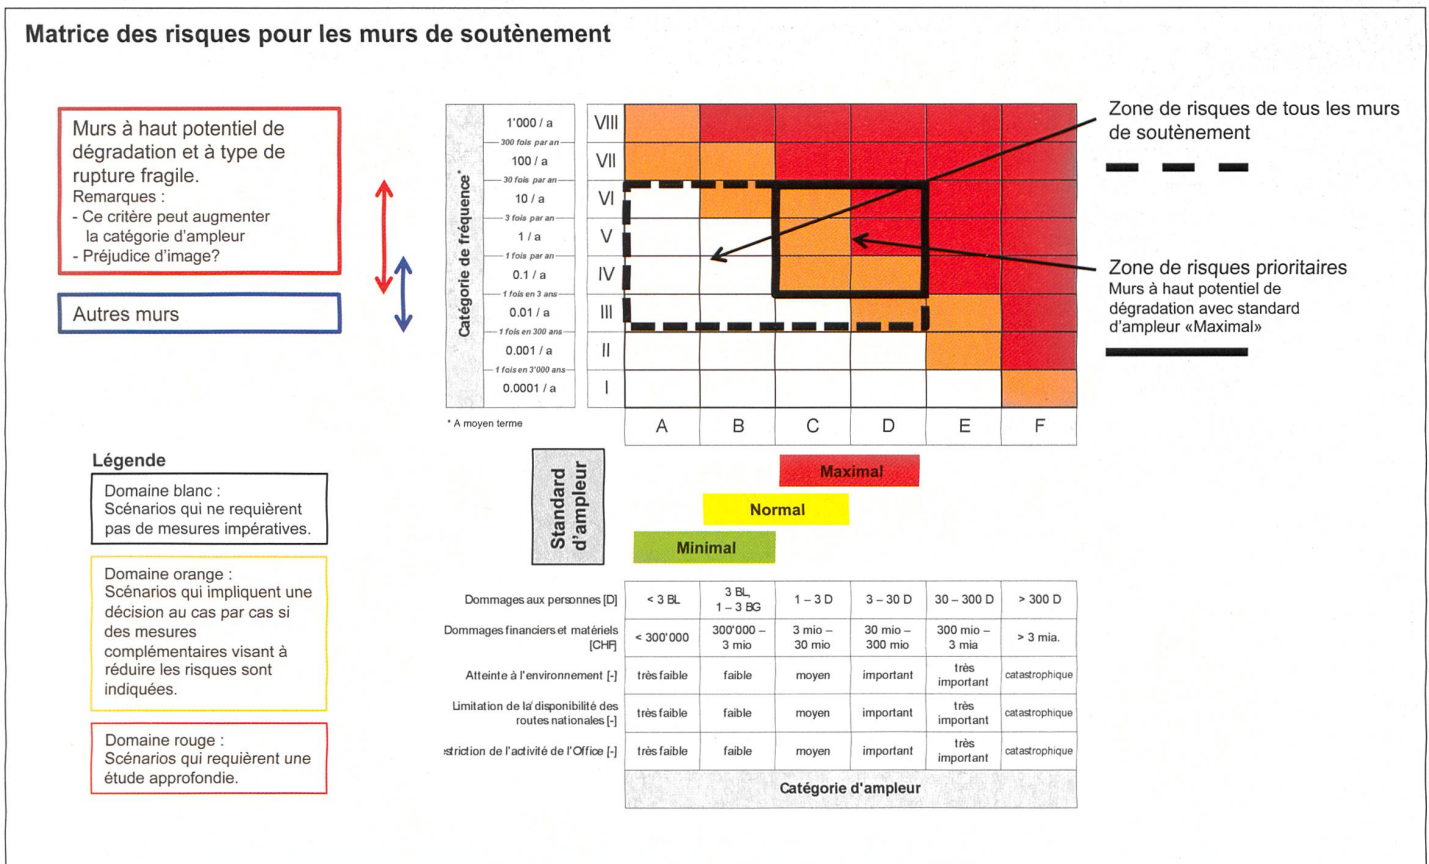 Matrice des risques pour les murs de soutènement
Murs à haut potentiel de
dégradation et à type de
rupture fragile.
Remarques :
- Ce critère peut augmenter
la catégorie d'ampleur
- Préjudice d'image?
Autres murs
Catégorie de fréquence*
1'000 / a
300 fois par an
100 / a
30 fois par an
10 / a
3 fois par an
1 / a
1 fois par an
0.1 / a
1 fois en 3 ans
0.01 / a
1 fois en 300 ans
0.001 / a
1 fois en 3'000 ans
0.0001 / a
VIII
VII
VI
V
IV
III
II
I
* A moyen terme
A B C D E F
Zone de risques de tous les murs
de soutènement
Zone de risques prioritaires
Murs à haut potentiel de
dégradation avec standard
d'ampleur «Maximal»
Légende
Domaine blanc :
Scénarios qui ne requièrent
pas de mesures impératives.
Domaine orange :
Scénarios qui impliquent une
décision au cas par cas si
des mesures
complémentaires visant à
réduire les risques sont
indiquées.
Domaine rouge :
Scénarios qui requièrent une
étude approfondie.
Standard
d'ampleur
Maximal
Normal
Minimal
Dommages aux personnes [D]
< 3 BL
3 BL,
1 – 3 BG
1 – 3 D
3 – 30 D
30 – 300 D
> 300 D
Dommages financiers et matériels
[CHF]
< 300'000
300'000 –
3 mio
3 mio –
30 mio
30 mio –
300 mio
300 mio –
3 mia
> 3 mia.
Atteinte à l'environnement [-]
très faible
faible
moyen
important
très
important
catastrophique
Limitation de la disponibilité des
routes nationales [-]
très faible
faible
moyen
important
très
important
catastrophique
striction de l'activité de l'Office [-]
très faible
faible
moyen
important
très
important
catastrophique
Catégorie d'ampleur